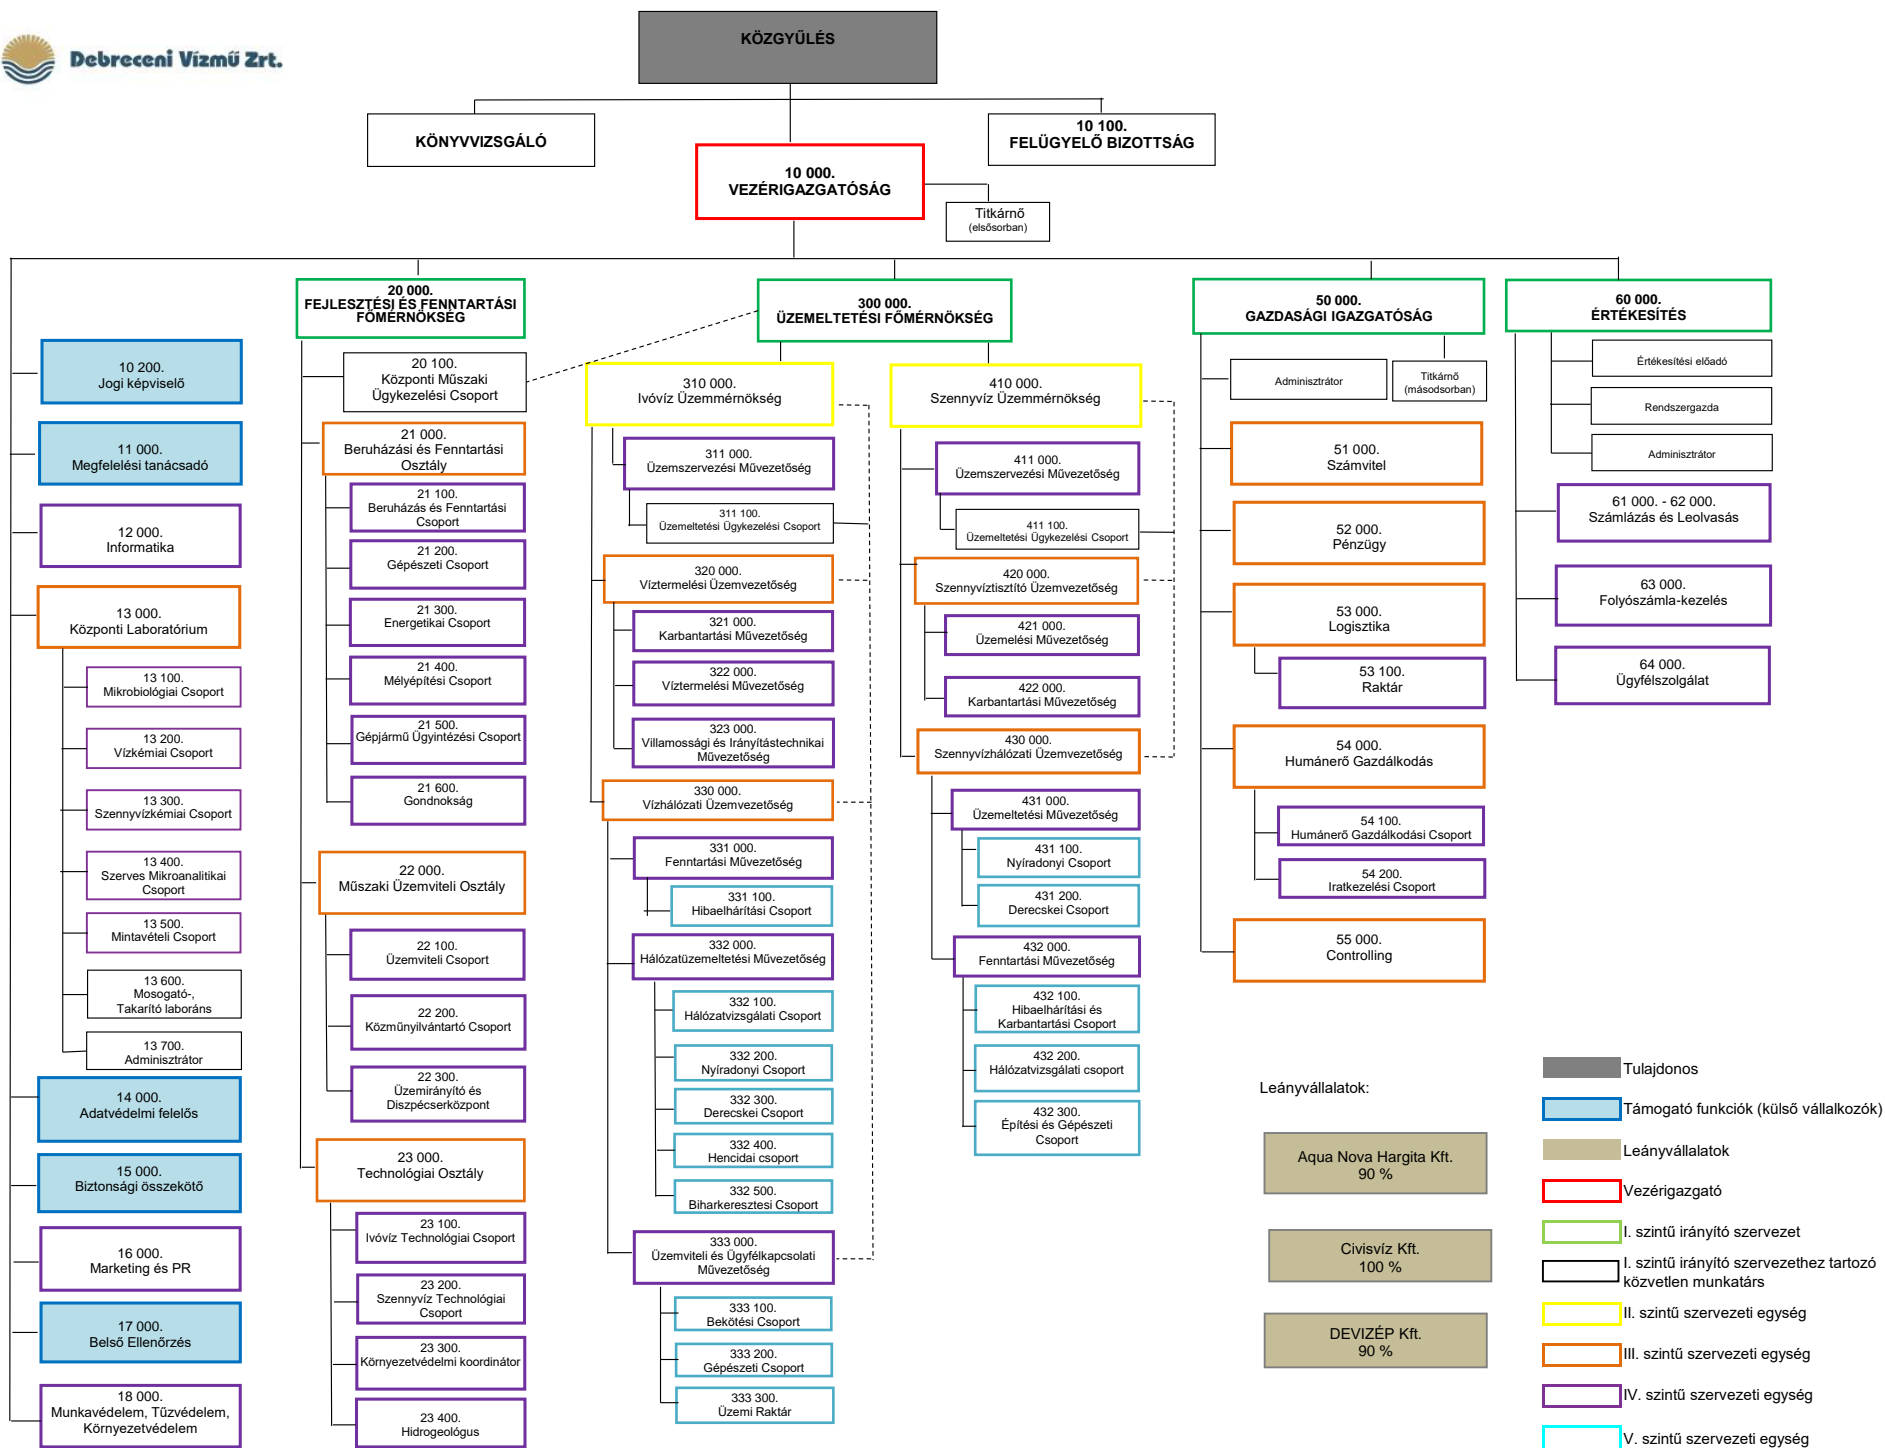 Debreceni Vízmű Zrt.
KÖZGYŰLÉS
KÖNYVVIZSGÁLÓ
10 100.
FELÜGYELŐ BIZOTTSÁG
10 000.
VEZÉRIGAZGATÓSÁG
Titkárnő
(elsősorban)
10 200.
Jogi képviselő
11 000.
Megfelelési tanácsadó
12 000.
Informatika
13 000.
Központi Laboratórium
13 100.
Mikrobiológiai Csoport
13 200.
Vízkémiai Csoport
13 300.
Szennyvízkémiai Csoport
13 400.
Szerves Mikroanalitikai
Csoport
13 500.
Mintavételi Csoport
13 600.
Mosogató-,
Takarító laboráns
13 700.
Adminisztrátor
14 000.
Adatvédelmi felelős
15 000.
Biztonsági összekötő
16 000.
Marketing és PR
17 000.
Belső Ellenőrzés
18 000.
Munkavédelem, Tűzvédelem,
Környezetvédelem
20 000.
FEJLESZTÉSI ÉS FENNTARTÁSI
FŐMÉRNÖKSÉG
20 100.
Központi Műszaki
Ügykezelési Csoport
21 000.
Beruházási és Fenntartási
Osztály
21 100.
Beruházás és Fenntartási
Csoport
21 200.
Gépészeti Csoport
21 300.
Energetikai Csoport
21 400.
Mélyépítési Csoport
21 500.
Gépjármű Ügyintézési Csoport
21 600.
Gondnokság
22 000.
Műszaki Üzemviteli Osztály
22 100.
Üzemviteli Csoport
22 200.
Közműnyilvántartó Csoport
22 300.
Üzemirányító és
Diszpécserközpont
23 000.
Technológiai Osztály
23 100.
Ivóvíz Technológiai Csoport
23 200.
Szennyvíz Technológiai
Csoport
23 300.
Környezetvédelmi koordinátor
23 400.
Hidrogeológus
300 000.
ÜZEMELTETÉSI FŐMÉRNÖKSÉG
310 000.
Ivóvíz Üzemmérnökség
311 000.
Üzemszervezési Művezetőség
311 100.
Üzemeltetési Ügykezelési Csoport
320 000.
Víztermelési Üzemvezetőség
321 000.
Karbantartási Művezetőség
322 000.
Víztermelési Művezetőség
323 000.
Villamossági és Irányítástechnikai
Művezetőség
330 000.
Vízhálózati Üzemvezetőség
331 000.
Fenntartási Művezetőség
331 100.
Hibaelhárítási Csoport
332 000.
Hálózatüzemeltetési Művezetőség
332 100.
Hálózatvizsgálati Csoport
332 200.
Nyíradonyi Csoport
332 300.
Derecskei Csoport
332 400.
Hencidai csoport
332 500.
Biharkeresztesi Csoport
333 000.
Üzemviteli és Ügyfélkapcsolati
Művezetőség
333 100.
Bekötési Csoport
333 200.
Gépészeti Csoport
333 300.
Üzemi Raktár
410 000.
Szennyvíz Üzemmérnökség
411 000.
Üzemszervezési Művezetőség
411 100.
Üzemeltetési Ügykezelési Csoport
420 000.
Szennyvíztisztító Üzemvezetőség
421 000.
Üzemelési Művezetőség
422 000.
Karbantartási Művezetőség
430 000.
Szennyvízhálózati Üzemvezetőség
431 000.
Üzemeltetési Művezetőség
431 100.
Nyíradonyi Csoport
431 200.
Derecskei Csoport
432 000.
Fenntartási Művezetőség
432 100.
Hibaelhárítási és
Karbantartási Csoport
432 200.
Hálózatvizsgálati csoport
432 300.
Építési és Gépészeti
Csoport
50 000.
GAZDASÁGI IGAZGATÓSÁG
Adminisztrátor
Titkárnő
(másodsorban)
51 000.
Számvitel
52 000.
Pénzügy
53 000.
Logisztika
53 100.
Raktár
54 000.
Humánerő Gazdálkodás
54 100.
Humánerő Gazdálkodási Csoport
54 200.
Iratkezelési Csoport
55 000.
Controlling
60 000.
ÉRTÉKESÍTÉS
Értékesítési előadó
Rendszergazda
Adminisztrátor
61 000. - 62 000.
Számlázás és Leolvasás
63 000.
Folyószámla-kezelés
64 000.
Ügyfélszolgálat
Leányvállalatok:
Aqua Nova Hargita Kft.
90 %
Civisvíz Kft.
100 %
DEVIZÉP Kft.
90 %
Tulajdonos
Támogató funkciók (külső vállalkozók)
Leányvállalatok
Vezérigazgató
I. szintű irányító szervezet
I. szintű irányító szervezethez tartozó
közvetlen munkatárs
II. szintű szervezeti egység
III. szintű szervezeti egység
IV. szintű szervezeti egység
V. szintű szervezeti egység